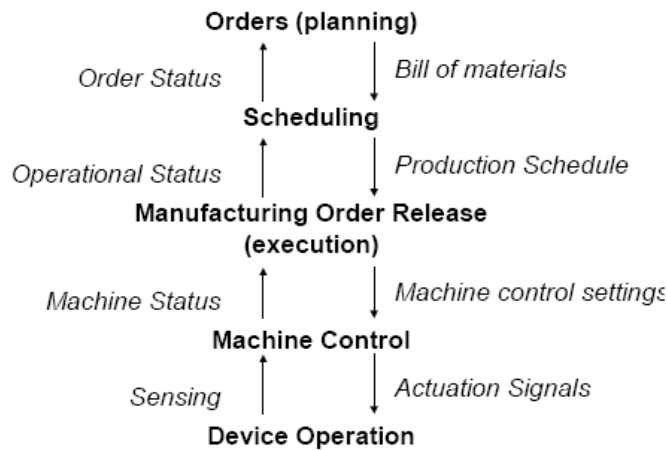 Orders (planning)
Order Status
Bill of materials
Scheduling
Operational Status
Production Schedule
Manufacturing Order Release
(execution)
Machine Status
Machine control settings
Machine Control
Sensing
Actuation Signals
Device Operation